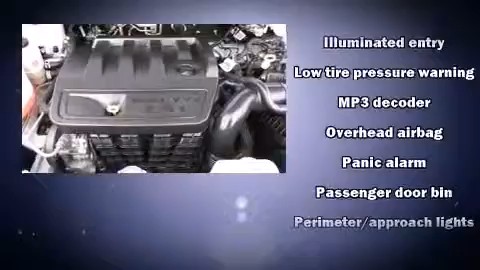 Illuminated entry
Low tire pressure warning
MP3 decoder
Overhead airbag
Panic alarm
Passenger door bin
Perimeter/approach lights